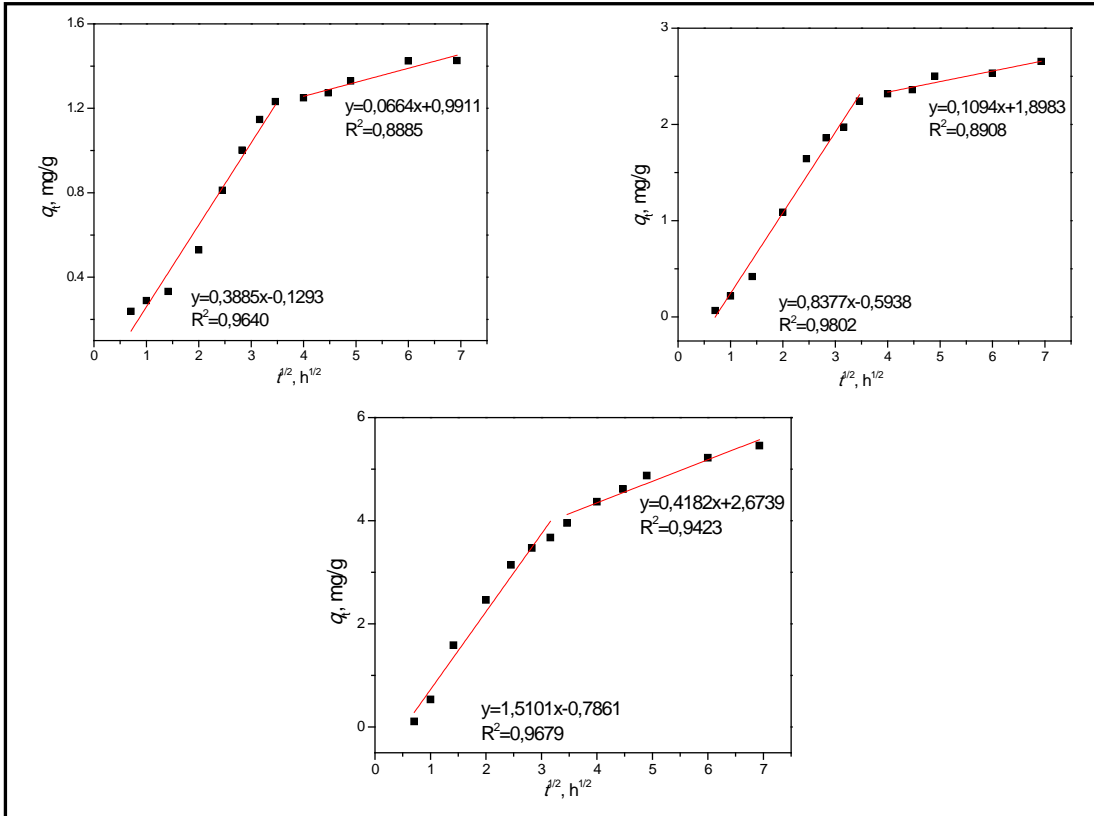 1.6
1.2
0.8
0.4
qt, mg/g
y=0,0664x+0,9911
R²=0,8885
y=0,3885x-0,1293
R²=0,9640
0 1 2 3 4 5 6 7
t1/2, h1/2
3
2
1
0
qt, mg/g
y=0,1094x+1,8983
R²=0,8908
y=0,8377x-0,5938
R²=0,9802
0 1 2 3 4 5 6 7
t1/2, h1/2
6
4
2
0
qt, mg/g
y=0,4182x+2,6739
R²=0,9423
y=1,5101x-0,7861
R²=0,9679
0 1 2 3 4 5 6 7
t1/2, h1/2